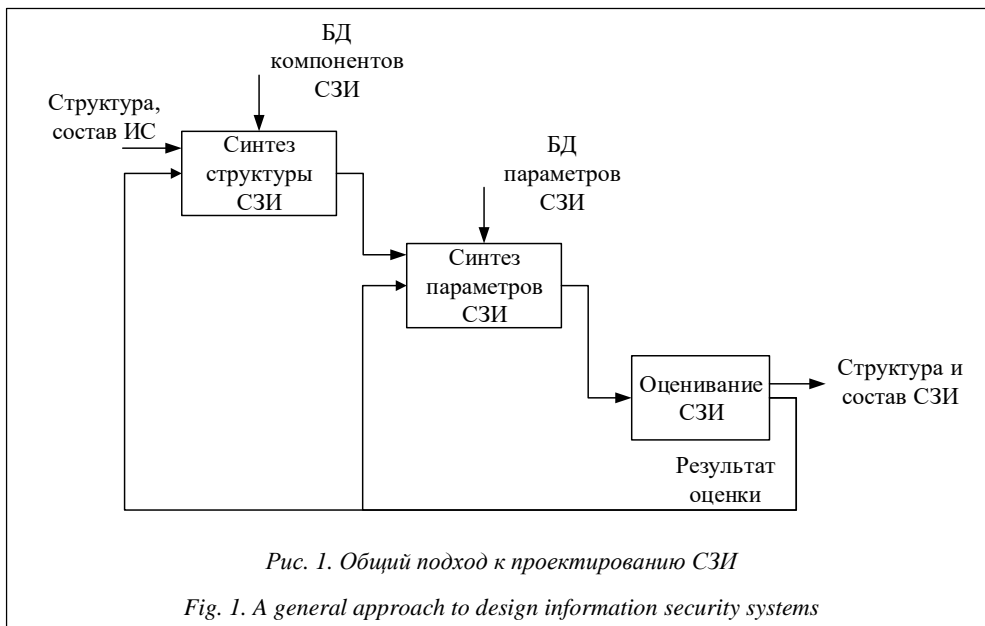 БД
компонентов
СЗИ
Структура,
состав ИС
Синтез
структуры
СЗИ
БД
параметров
СЗИ
Синтез
параметров
СЗИ
Оценивание
СЗИ
Структура и
состав СЗИ
Результат
оценки
Рис. 1. Общий подход к проектированию СЗИ
Fig. 1. A general approach to design information security systems